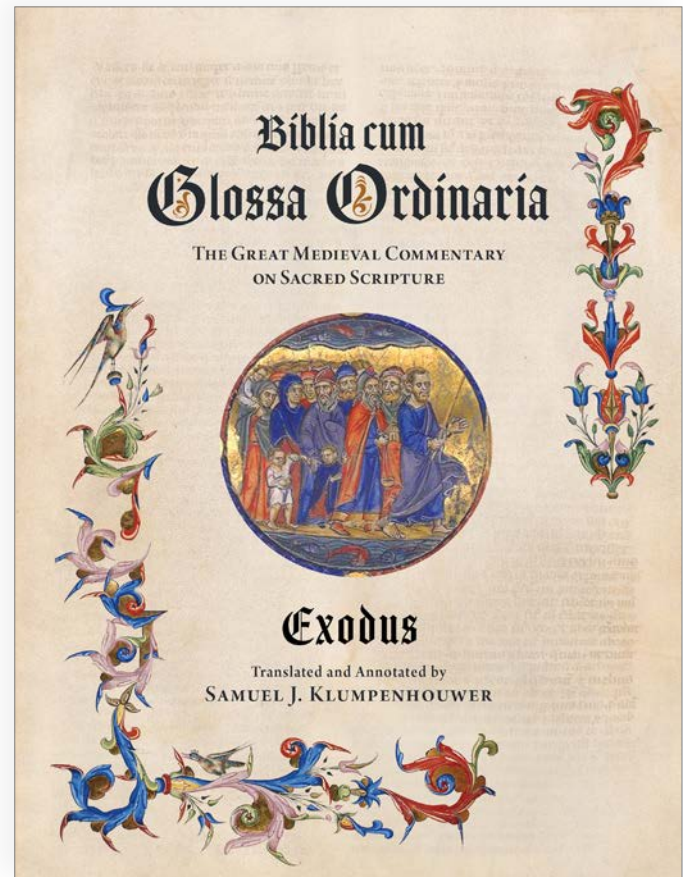 Biblia cum
Glossa Ordinaria
THE GREAT MEDIEVAL COMMENTARY
ON SACRED SCRIPTURE
Exodus
Translated and Annotated by
SAMUEL J. KLUMPENHOUWER